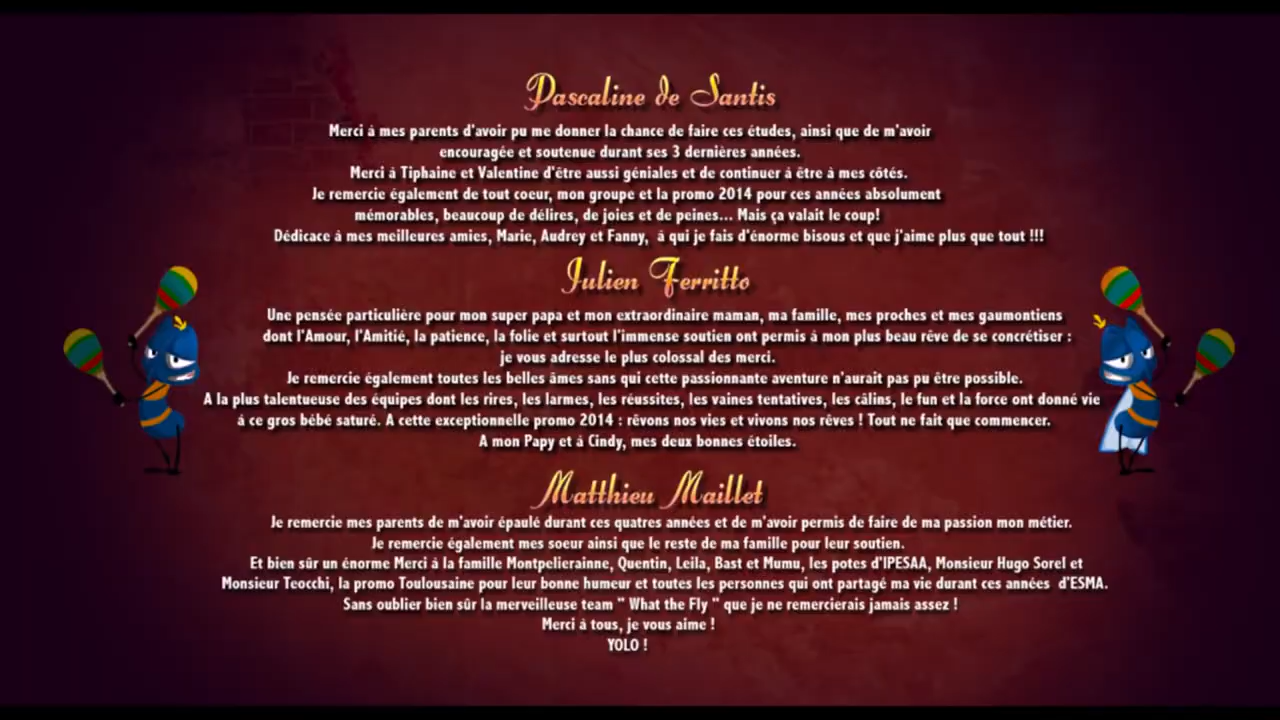 Pascaline de Santis
Merci à mes parents d'avoir pu me donner la chance de faire ces études, ainsi que de m'avoir
encouragée et soutenue durant ses 3 dernières années.
Merci à Tiphaine et Valentine d'être aussi géniales et de continuer à être à mes côtés.
Je remercie également de tout coeur, mon groupe et la promo 2014 pour ces années absolument
mémorables, beaucoup de délires, de joies et de peines... Mais ça valait le coup!
Dédicace à mes meilleures amies, Marie, Audrey et Fanny, à qui je fais d'énorme bisous et que j'aime plus que tout !!!
Julien Ferritto
Une pensée particulière pour mon super papa et mon extraordinaire maman, ma famille, mes proches et mes gaumontiens
dont l'Amour, l'Amitié, la patience, la folie et surtout l'immense soutien ont permis à mon plus beau rêve de se concrétiser :
je vous adresse le plus colossal des merci.
Je remercie également toutes les belles âmes sans qui cette passionnante aventure n'aurait pas pu être possible.
A la plus talentueuse des équipes dont les rires, les larmes, les réussites, les vaines tentatives, les câlins, le fun et la force ont donné vie
à ce gros bébé saturé. A cette exceptionnelle promo 2014 : rêvons nos vies et vivons nos rêves ! Tout ne fait que commencer.
A mon Papy et à Cindy, mes deux bonnes étoiles.
Matthieu Maillet
Je remercie mes parents de m'avoir épaulé durant ces quatres années et de m'avoir permis de faire de ma passion mon métier.
Je remercie également mes soeur ainsi que le reste de ma famille pour leur soutien.
Et bien sûr un énorme Merci à la famille Montpelierainne, Quentin, Leila, Bast et Mumu, les potes d'IPESAA, Monsieur Hugo Sorel et
Monsieur Teocchi, la promo Toulousaine pour leur bonne humeur et toutes les personnes qui ont partagé ma vie durant ces années d'ESMA.
Sans oublier bien sûr la merveilleuse team " What the Fly " que je ne remercierais jamais assez !
Merci à tous, je vous aime !
YOLO !